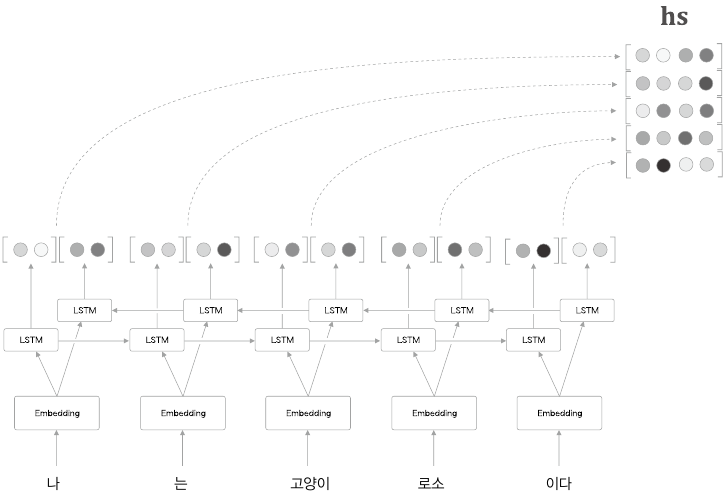 hs
LSTM LSTM LSTM LSTM LSTM
LSTM LSTM LSTM LSTM LSTM
Embedding Embedding Embedding Embedding Embedding
나 는 고양이 로소 이다